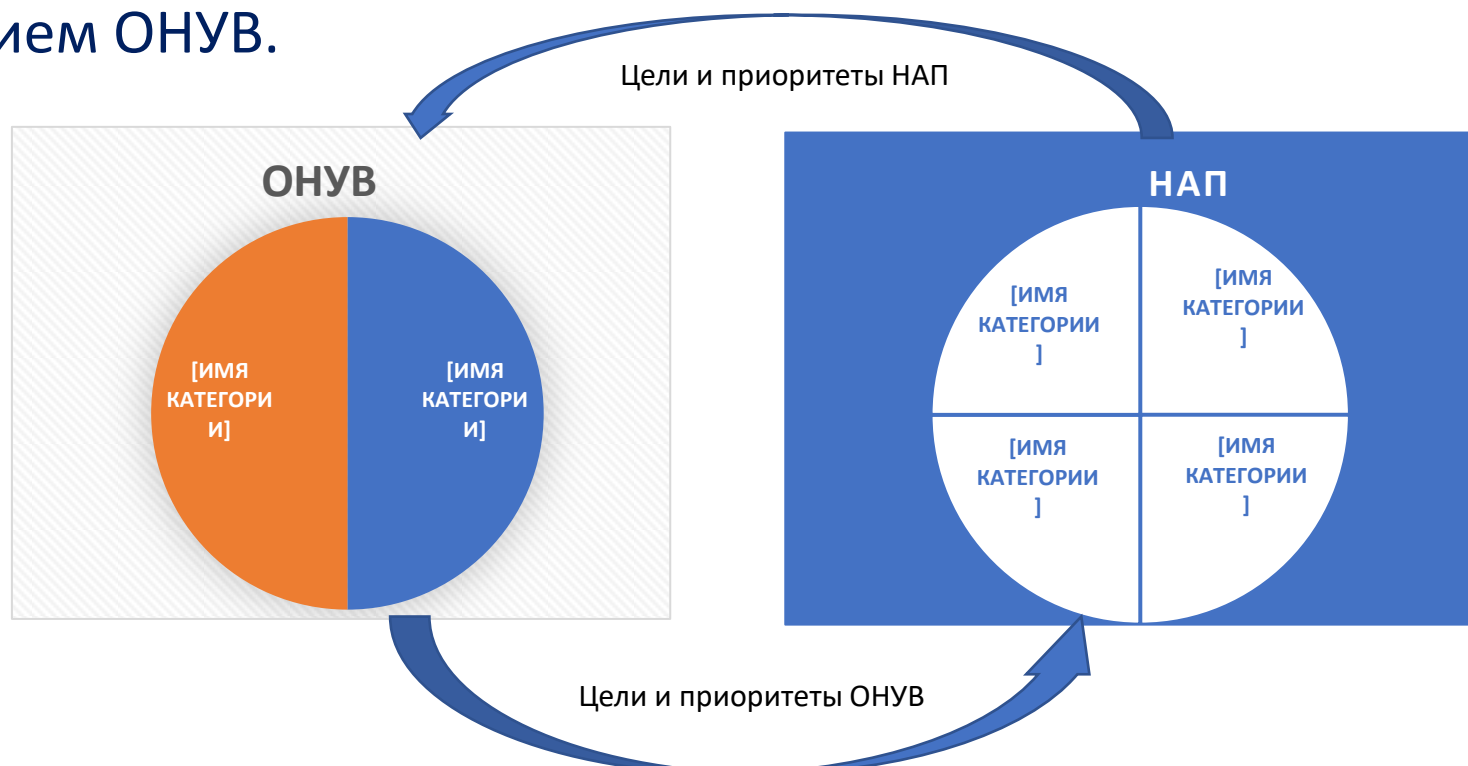 ием ОНУВ.
Цели и приоритеты НАП
ОНУВ
[ИМЯ
КАТЕГОРИ
И]
[ИМЯ
КАТЕГОРИ
И]
НАП
[ИМЯ
КАТЕГОРИИ
]
[ИМЯ
КАТЕГОРИИ
]
[ИМЯ
КАТЕГОРИИ
]
[ИМЯ
КАТЕГОРИИ
]
Цели и приоритеты ОНУВ